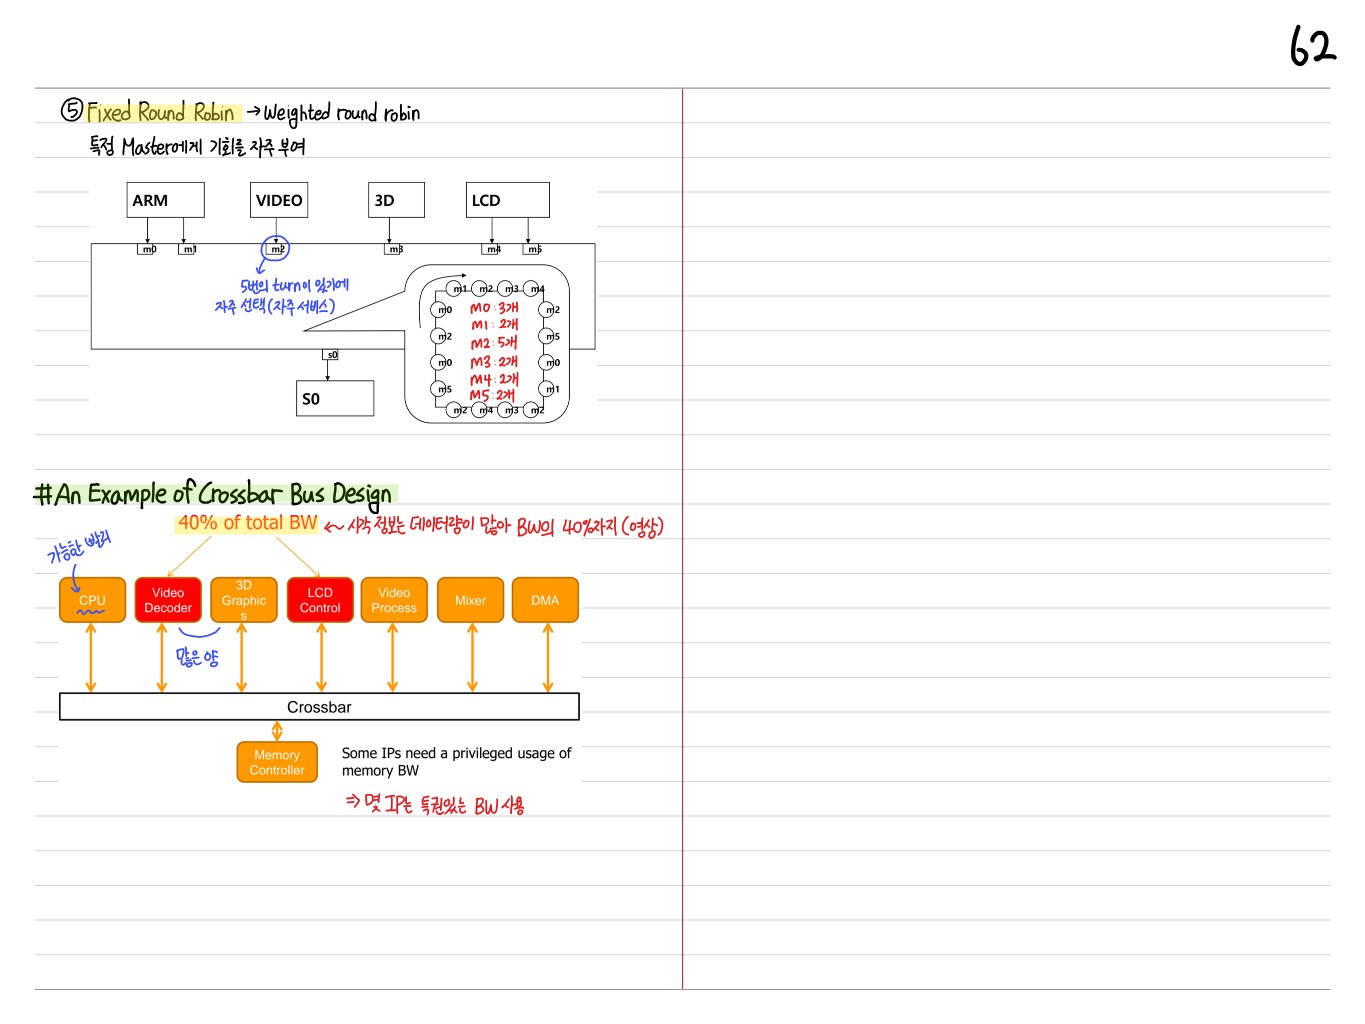 62
⑤ Fixed Round Robin → Weighted round robin
특정 Master에게 기회를 자주 부여
ARM VIDEO 3D LCD
m0 m1 m2 m3 m4 m5
5번의 turn이 있기에
자주 선택(자주 서비스)
m1 m2 m3 m4
m0 M0 : 3개 m2
M1 : 2개
m2 M2 : 5개 m5
m0 M3 : 2개 m0
M4 : 2개
m5 M5 : 2개 m1
m2 m4 m3 m2
s0
S0
#An Example of Crossbar Bus Design
40% of total BW ← 시각 정보는 데이터량이 많아 BW의 40%차지 (영상)
가능한 빨리
CPU
Video
Decoder
3D
Graphic
s
LCD
Control
Video
Process
Mixer
DMA
많은 양
Crossbar
Memory
Controller
Some IPs need a privileged usage of
memory BW
⇒ 몇 IP는 특권있는 BW 사용